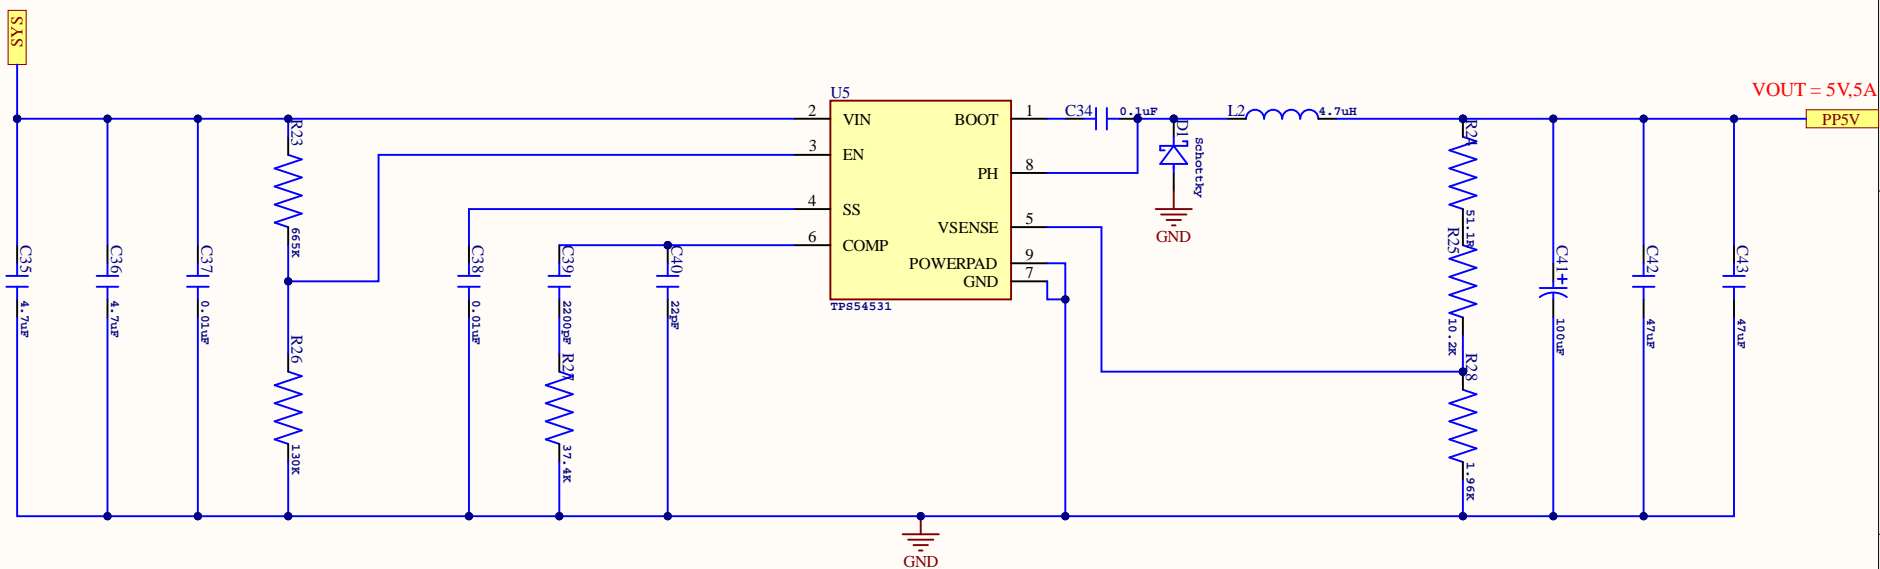 SYS
VOUT = 5V,5A
PP5V
U5
2
VIN
3
EN
4
SS
6
COMP
BOOT
1
PH
8
VSENSE
5
POWERPAD
9
GND
7
TPS54531
C34
0.1uF
D1
Schottky
GND
L2
4.7uH
C35
4.7uF
C36
4.7uF
C37
0.01uF
R23
665K
R26
130K
C38
0.01uF
C39
2200pF
R27
37.4K
C40
22pF
R24
R25
10.2K
R28
1.96K
C41
+
100uF
C42
47uF
C43
47uF
GND